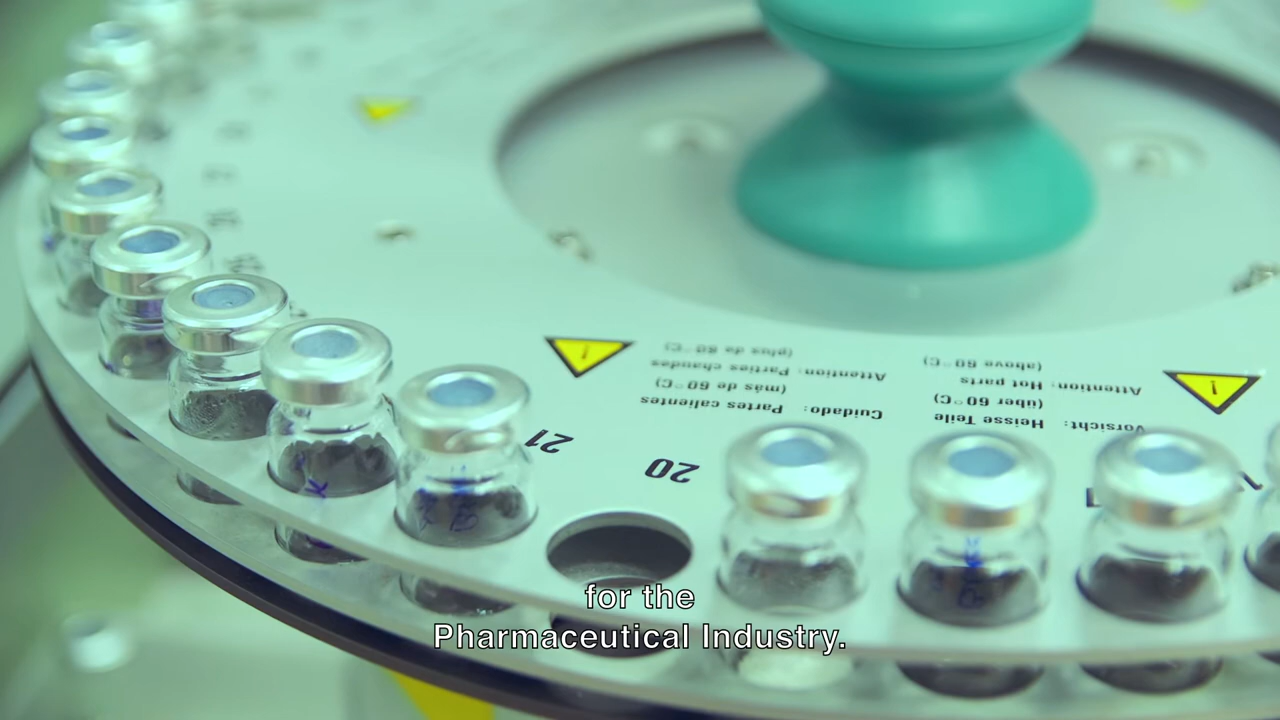 (plus de 60 °C)
Attention: Parties chaudes
(más de 60 °C)
Cuidado: Partes calientes
(above 60 °C)
Attention: Hot parts
(über 60 °C)
Vorsicht: Heisse Teile
21
20
for the
Pharmaceutical Industry.